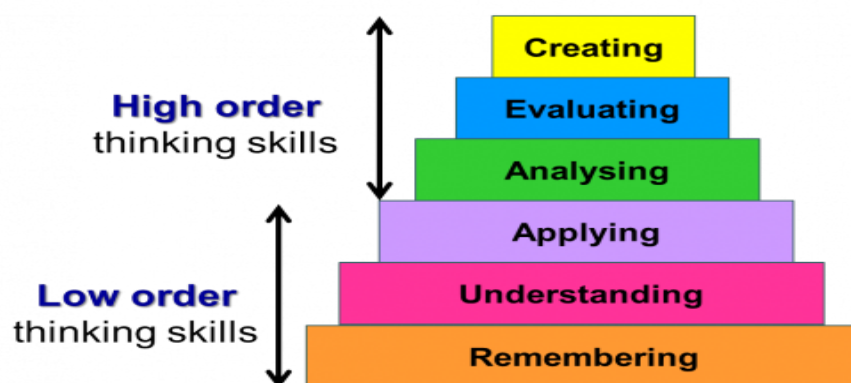 Creating
High order
thinking skills
Evaluating
Analysing
Applying
Low order
thinking skills
Understanding
Remembering